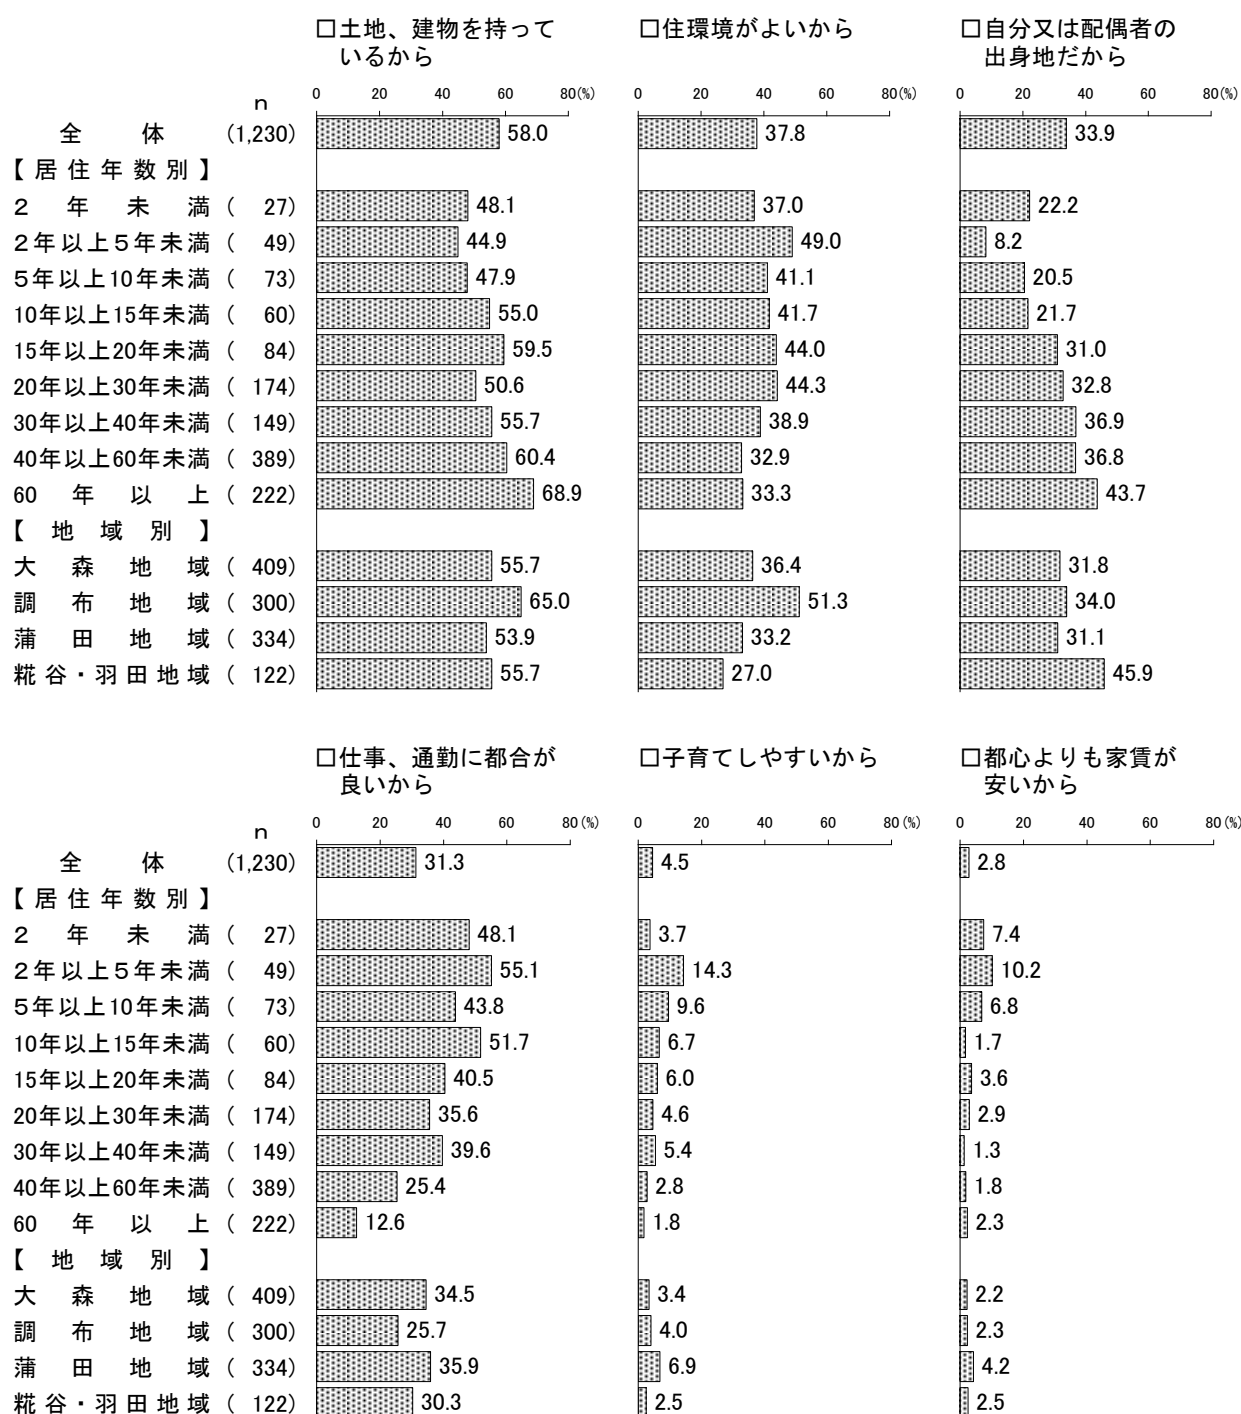 □土地、建物を持って
いるから
□住環境がよいから
□自分又は配偶者の
出身地だから
n 0 20 40 60 80(%) 0 20 40 60 80(%) 0 20 40 60 80(%)
全体 (1,230) 58.0 37.8 33.9
【居住年数別】
2年未満 ( 27) 48.1 37.0 22.2
2年以上5年未満 ( 49) 44.9 49.0 8.2
5年以上10年未満 ( 73) 47.9 41.1 20.5
10年以上15年未満 ( 60) 55.0 41.7 21.7
15年以上20年未満 ( 84) 59.5 44.0 31.0
20年以上30年未満 ( 174) 50.6 44.3 32.8
30年以上40年未満 ( 149) 55.7 38.9 36.9
40年以上60年未満 ( 389) 60.4 32.9 36.8
60年以上 ( 222) 68.9 33.3 43.7
【地域別】
大森地域 ( 409) 55.7 36.4 31.8
調布地域 ( 300) 65.0 51.3 34.0
蒲田地域 ( 334) 53.9 33.2 31.1
糀谷・羽田地域 ( 122) 55.7 27.0 45.9
□仕事、通勤に都合が
良いから
□子育てしやすいから
□都心よりも家賃が
安いから
n 0 20 40 60 80(%) 0 20 40 60 80(%) 0 20 40 60 80(%)
全体 (1,230) 31.3 4.5 2.8
【居住年数別】
2年未満 ( 27) 48.1 3.7 7.4
2年以上5年未満 ( 49) 55.1 14.3 10.2
5年以上10年未満 ( 73) 43.8 9.6 6.8
10年以上15年未満 ( 60) 51.7 6.7 1.7
15年以上20年未満 ( 84) 40.5 6.0 3.6
20年以上30年未満 ( 174) 35.6 4.6 2.9
30年以上40年未満 ( 149) 39.6 5.4 1.3
40年以上60年未満 ( 389) 25.4 2.8 1.8
60年以上 ( 222) 12.6 1.8 2.3
【地域別】
大森地域 ( 409) 34.5 3.4 2.2
調布地域 ( 300) 25.7 4.0 2.3
蒲田地域 ( 334) 35.9 6.9 4.2
糀谷・羽田地域 ( 122) 30.3 2.5 2.5